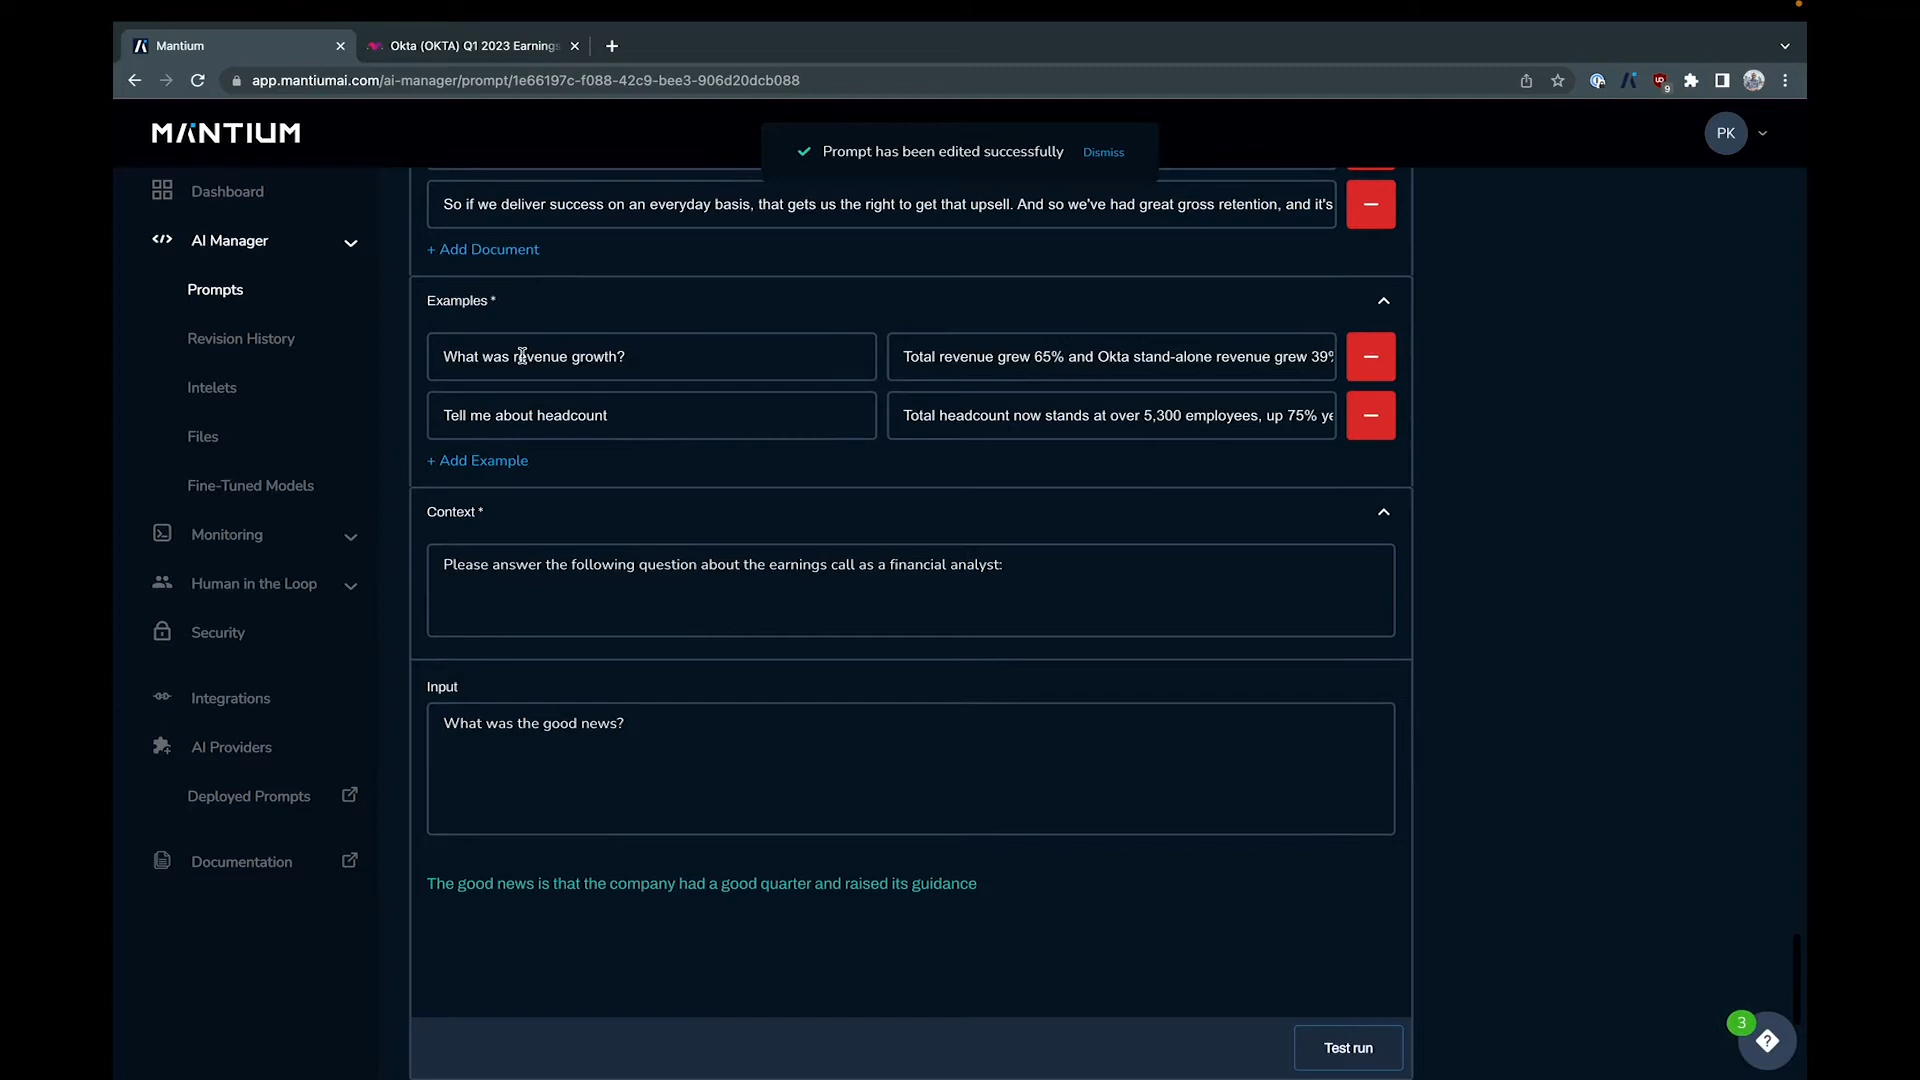 Mantium
Okta (OKTA) Q1 2023 Earnings
app.mantiumai.com/ai-manager/prompt/1e66197c-f088-42c9-bee3-906d20dcb088
9
MANTIUM
Prompt has been edited successfully
Dismiss
PK
Dashboard
AI Manager
Prompts
Revision History
Intelets
Files
Fine-Tuned Models
Monitoring
Human in the Loop
Security
Integrations
AI Providers
Deployed Prompts
Documentation
So if we deliver success on an everyday basis, that gets us the right to get that upsell. And so we've had great gross retention, and it's
+ Add Document
Examples *
What was revenue growth?
Total revenue grew 65% and Okta stand-alone revenue grew 39%
Tell me about headcount
Total headcount now stands at over 5,300 employees, up 75% ye
+ Add Example
Context *
Please answer the following question about the earnings call as a financial analyst:
Input
What was the good news?
The good news is that the company had a good quarter and raised its guidance
Test run
3
?